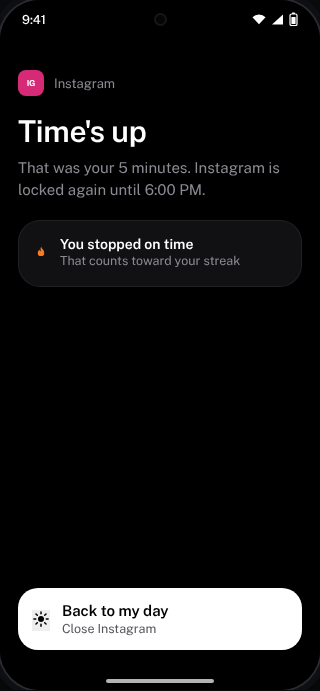 9:41
IG
Instagram
Time's up
That was your 5 minutes. Instagram is
locked again until 6:00 PM.
You stopped on time
That counts toward your streak
Back to my day
Close Instagram